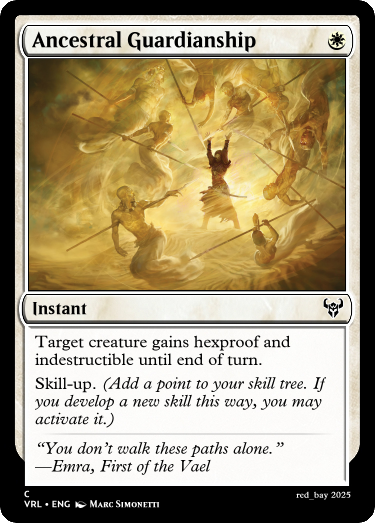 Ancestral Guardianship
Instant
Target creature gains hexproof and
indestructible until end of turn.
Skill-up. (Add a point to your skill tree. If
you develop a new skill this way, you may
activate it.)
“You don’t walk these paths alone.”
—Emra, First of the Vael
C
VRL • ENG Marc Simonetti
red_bay 2025